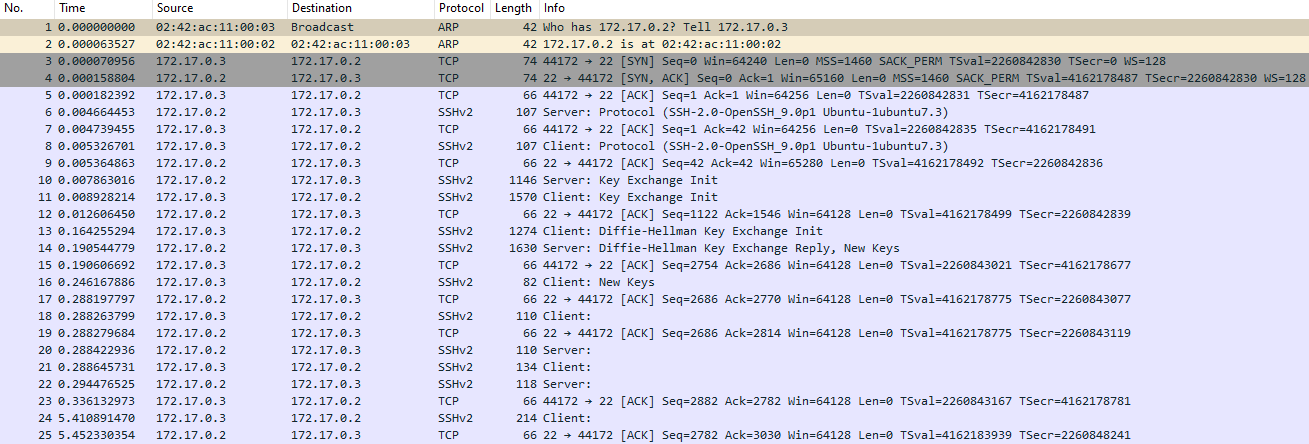 No. Time Source Destination Protocol Length Info
1 0.000000000 02:42:ac:11:00:03 Broadcast ARP 42 Who has 172.17.0.2? Tell 172.17.0.3
2 0.000063527 02:42:ac:11:00:02 02:42:ac:11:00:03 ARP 42 172.17.0.2 is at 02:42:ac:11:00:02
3 0.000070956 172.17.0.3 172.17.0.2 TCP 74 44172 → 22 [SYN] Seq=0 Win=64240 Len=0 MSS=1460 SACK_PERM TSval=2260842830 TSecr=0 WS=128
4 0.000158804 172.17.0.2 172.17.0.3 TCP 74 22 → 44172 [SYN, ACK] Seq=0 Ack=1 Win=65160 Len=0 MSS=1460 SACK_PERM TSval=4162178487 TSecr=2260842830 WS=128
5 0.000182392 172.17.0.3 172.17.0.2 TCP 66 44172 → 22 [ACK] Seq=1 Ack=1 Win=64256 Len=0 TSval=2260842831 TSecr=4162178487
6 0.004664453 172.17.0.2 172.17.0.3 SSHv2 107 Server: Protocol (SSH-2.0-OpenSSH_9.0p1 Ubuntu-1ubuntu7.3)
7 0.004739455 172.17.0.3 172.17.0.2 TCP 66 44172 → 22 [ACK] Seq=1 Ack=42 Win=64256 Len=0 TSval=2260842835 TSecr=4162178491
8 0.005326701 172.17.0.3 172.17.0.2 SSHv2 107 Client: Protocol (SSH-2.0-OpenSSH_9.0p1 Ubuntu-1ubuntu7.3)
9 0.005364863 172.17.0.2 172.17.0.3 TCP 66 22 → 44172 [ACK] Seq=42 Ack=42 Win=65280 Len=0 TSval=4162178492 TSecr=2260842836
10 0.007863016 172.17.0.2 172.17.0.3 SSHv2 1146 Server: Key Exchange Init
11 0.008928214 172.17.0.3 172.17.0.2 SSHv2 1570 Client: Key Exchange Init
12 0.012606450 172.17.0.2 172.17.0.3 TCP 66 22 → 44172 [ACK] Seq=1122 Ack=1546 Win=64128 Len=0 TSval=4162178499 TSecr=2260842839
13 0.164255294 172.17.0.3 172.17.0.2 SSHv2 1274 Client: Diffie-Hellman Key Exchange Init
14 0.190544779 172.17.0.2 172.17.0.3 SSHv2 1630 Server: Diffie-Hellman Key Exchange Reply, New Keys
15 0.190606692 172.17.0.3 172.17.0.2 TCP 66 44172 → 22 [ACK] Seq=2754 Ack=2686 Win=64128 Len=0 TSval=2260843021 TSecr=4162178677
16 0.246167886 172.17.0.3 172.17.0.2 SSHv2 82 Client: New Keys
17 0.288197797 172.17.0.2 172.17.0.3 TCP 66 22 → 44172 [ACK] Seq=2686 Ack=2770 Win=64128 Len=0 TSval=4162178775 TSecr=2260843077
18 0.288263799 172.17.0.3 172.17.0.2 SSHv2 110 Client:
19 0.288279684 172.17.0.2 172.17.0.3 TCP 66 22 → 44172 [ACK] Seq=2686 Ack=2814 Win=64128 Len=0 TSval=4162178775 TSecr=2260843119
20 0.288422936 172.17.0.2 172.17.0.3 SSHv2 110 Server:
21 0.288645731 172.17.0.3 172.17.0.2 SSHv2 134 Client:
22 0.294476525 172.17.0.2 172.17.0.3 SSHv2 118 Server:
23 0.336132973 172.17.0.3 172.17.0.2 TCP 66 44172 → 22 [ACK] Seq=2882 Ack=2782 Win=64128 Len=0 TSval=2260843167 TSecr=4162178781
24 5.410891470 172.17.0.3 172.17.0.2 SSHv2 214 Client:
25 5.452330354 172.17.0.2 172.17.0.3 TCP 66 22 → 44172 [ACK] Seq=2782 Ack=3030 Win=64128 Len=0 TSval=4162183939 TSecr=2260848241